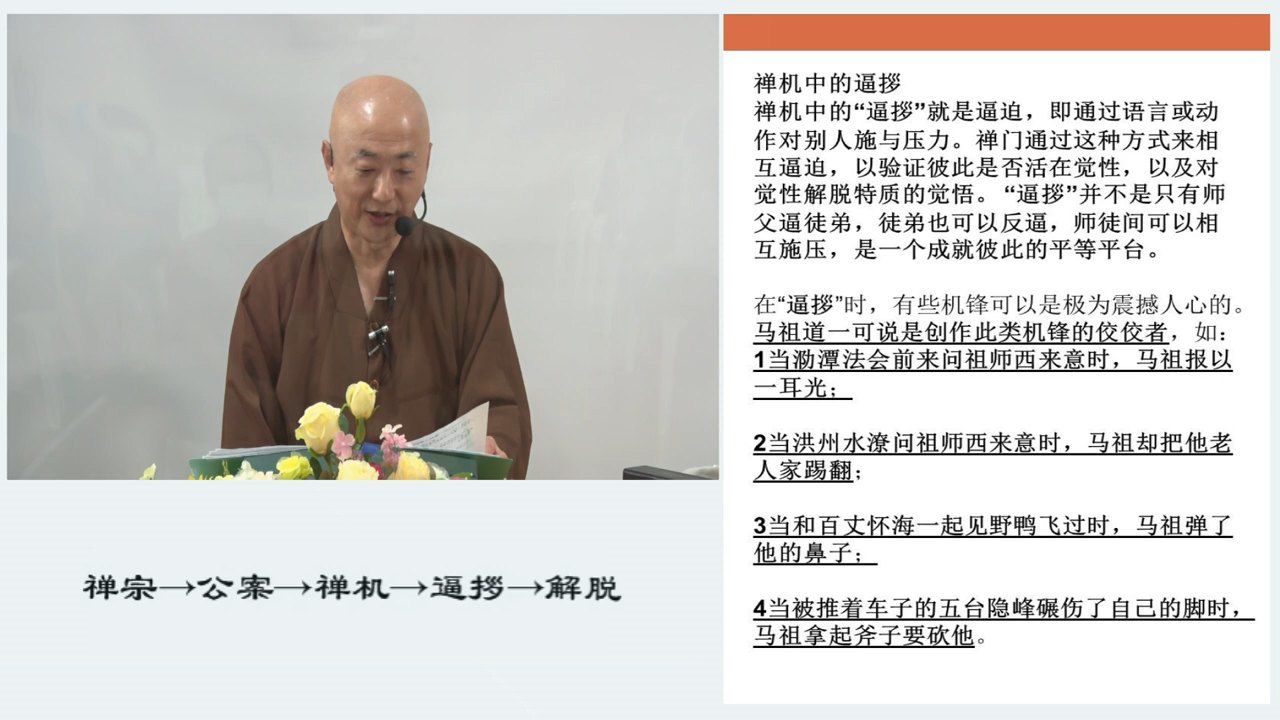 禅机中的逼拶
禅机中的“逼拶”就是逼迫，即通过语言或动
作对别人施与压力。禅门通过这种方式来相
互逼迫，以验证彼此是否活在觉性，以及对
觉性解脱特质的觉悟。“逼拶”并不是只有师
父逼徒弟，徒弟也可以反逼，师徒间可以相
互施压，是一个成就彼此的平等平台。
在“逼拶”时，有些机锋可以是极为震撼人心的。
马祖道一可说是创作此类机锋的佼佼者，如：
1当泐潭法会前来问祖师西来意时，马祖报以
一耳光；
2当洪州水潦问祖师西来意时，马祖却把他老
人家踢翻；
3当和百丈怀海一起见野鸭飞过时，马祖弹了
他的鼻子；
4当被推着车子的五台隐峰碾伤了自己的脚时，
马祖拿起斧子要砍他。
禅宗→公案→禅机→逼拶→解脱